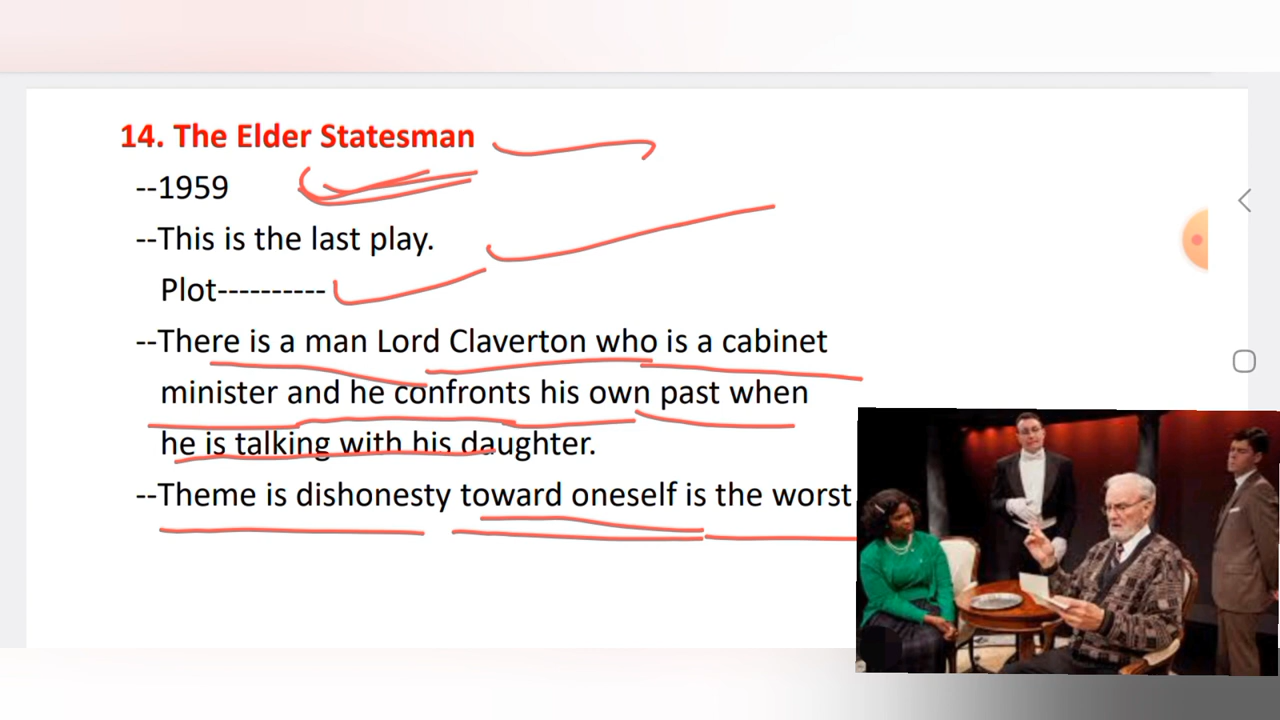 14. The Elder Statesman
--1959
--This is the last play.
Plot----------
--There is a man Lord Claverton who is a cabinet
minister and he confronts his own past when
he is talking with his daughter.
--Theme is dishonesty toward oneself is the worst